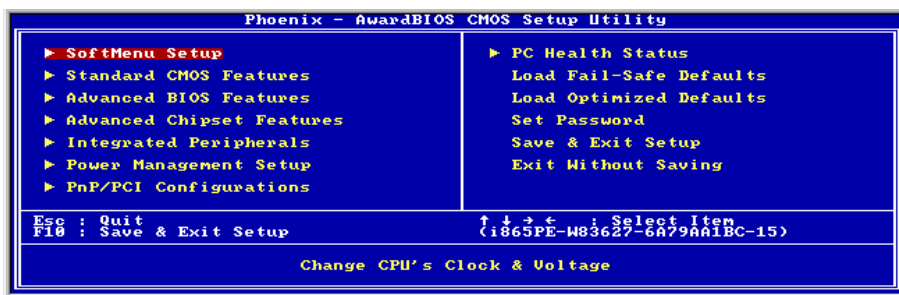 Phoenix - AwardBIOS CMOS Setup Utility
► SoftMenu Setup
► Standard CMOS Features
► Advanced BIOS Features
► Advanced Chipset Features
► Integrated Peripherals
► Power Management Setup
► PnP/PCI Configurations
► PC Health Status
Load Fail-Safe Defaults
Load Optimized Defaults
Set Password
Save & Exit Setup
Exit Without Saving
Esc : Quit
F10 : Save & Exit Setup
↑ ↓ → ← : Select Item
(i865PE-W83627-6A79AA1BC-15)
Change CPU's Clock & Voltage